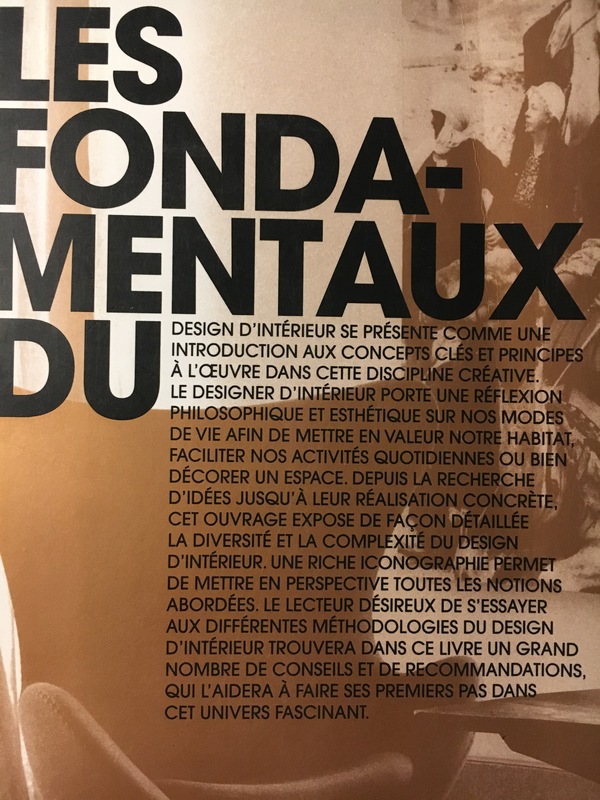 LES
FONDA-
MENTAUX
DU
DESIGN D'INTÉRIEUR SE PRÉSENTE COMME UNE
INTRODUCTION AUX CONCEPTS CLÉS ET PRINCIPES
À L'ŒUVRE DANS CETTE DISCIPLINE CRÉATIVE.
LE DESIGNER D'INTÉRIEUR PORTE UNE RÉFLEXION
PHILOSOPHIQUE ET ESTHÉTIQUE SUR NOS MODES
DE VIE AFIN DE METTRE EN VALEUR NOTRE HABITAT,
FACILITER NOS ACTIVITÉS QUOTIDIENNES OU BIEN
DÉCORER UN ESPACE. DEPUIS LA RECHERCHE
D'IDÉES JUSQU'À LEUR RÉALISATION CONCRÈTE,
CET OUVRAGE EXPOSE DE FAÇON DÉTAILLÉE
LA DIVERSITÉ ET LA COMPLEXITÉ DU DESIGN
D'INTÉRIEUR. UNE RICHE ICONOGRAPHIE PERMET
DE METTRE EN PERSPECTIVE TOUTES LES NOTIONS
ABORDÉES. LE LECTEUR DÉSIREUX DE S'ESSAYER
AUX DIFFÉRENTES MÉTHODOLOGIES DU DESIGN
D'INTÉRIEUR TROUVERA DANS CE LIVRE UN GRAND
NOMBRE DE CONSEILS ET DE RECOMMANDATIONS,
QUI L'AIDERA À FAIRE SES PREMIERS PAS DANS
CET UNIVERS FASCINANT.